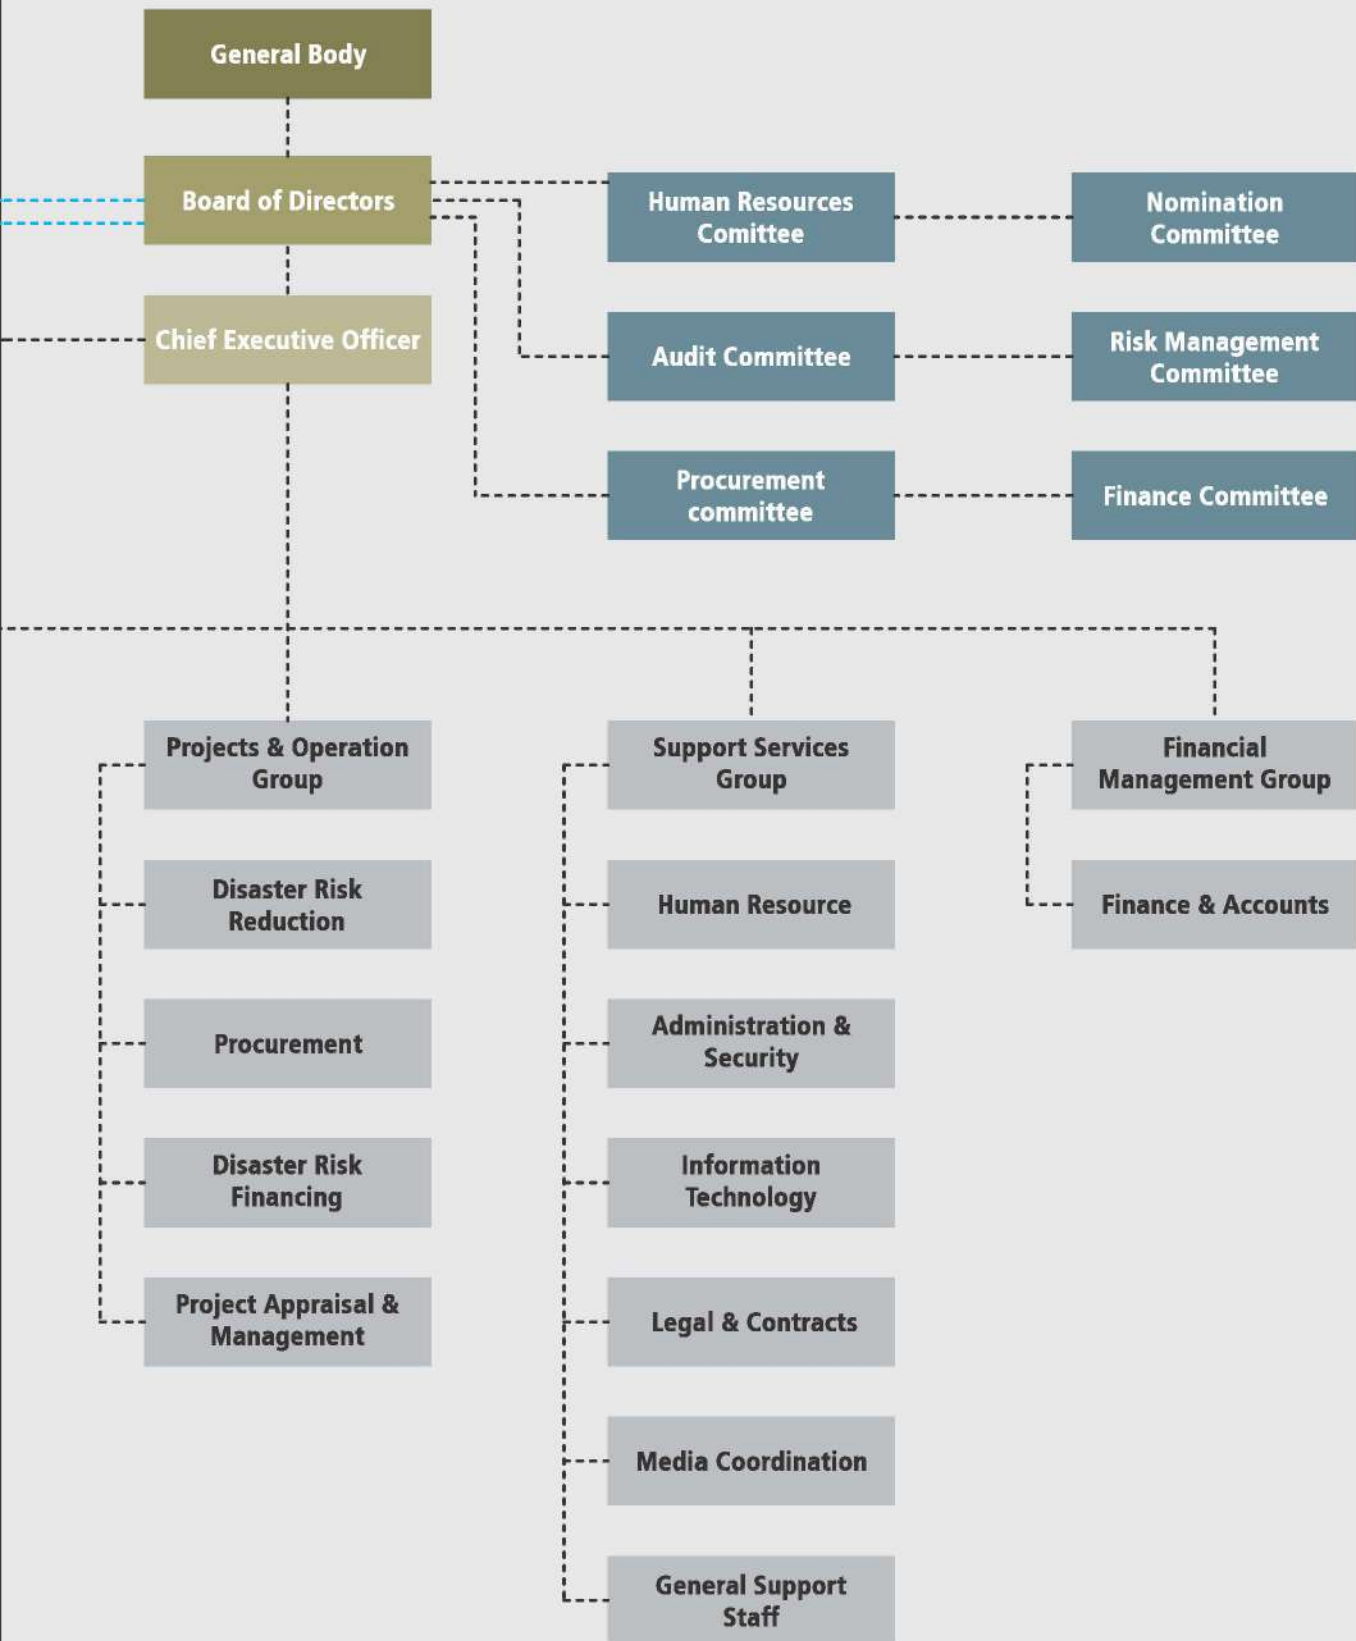 General Body
Board of Directors
Human Resources
Comittee
Nomination
Committee
Chief Executive Officer
Audit Committee
Risk Management
Committee
Procurement
committee
Finance Committee
Projects & Operation
Group
Support Services
Group
Financial
Management Group
Disaster Risk
Reduction
Human Resource
Finance & Accounts
Procurement
Administration &
Security
Disaster Risk
Financing
Information
Technology
Project Appraisal &
Management
Legal & Contracts
Media Coordination
General Support
Staff